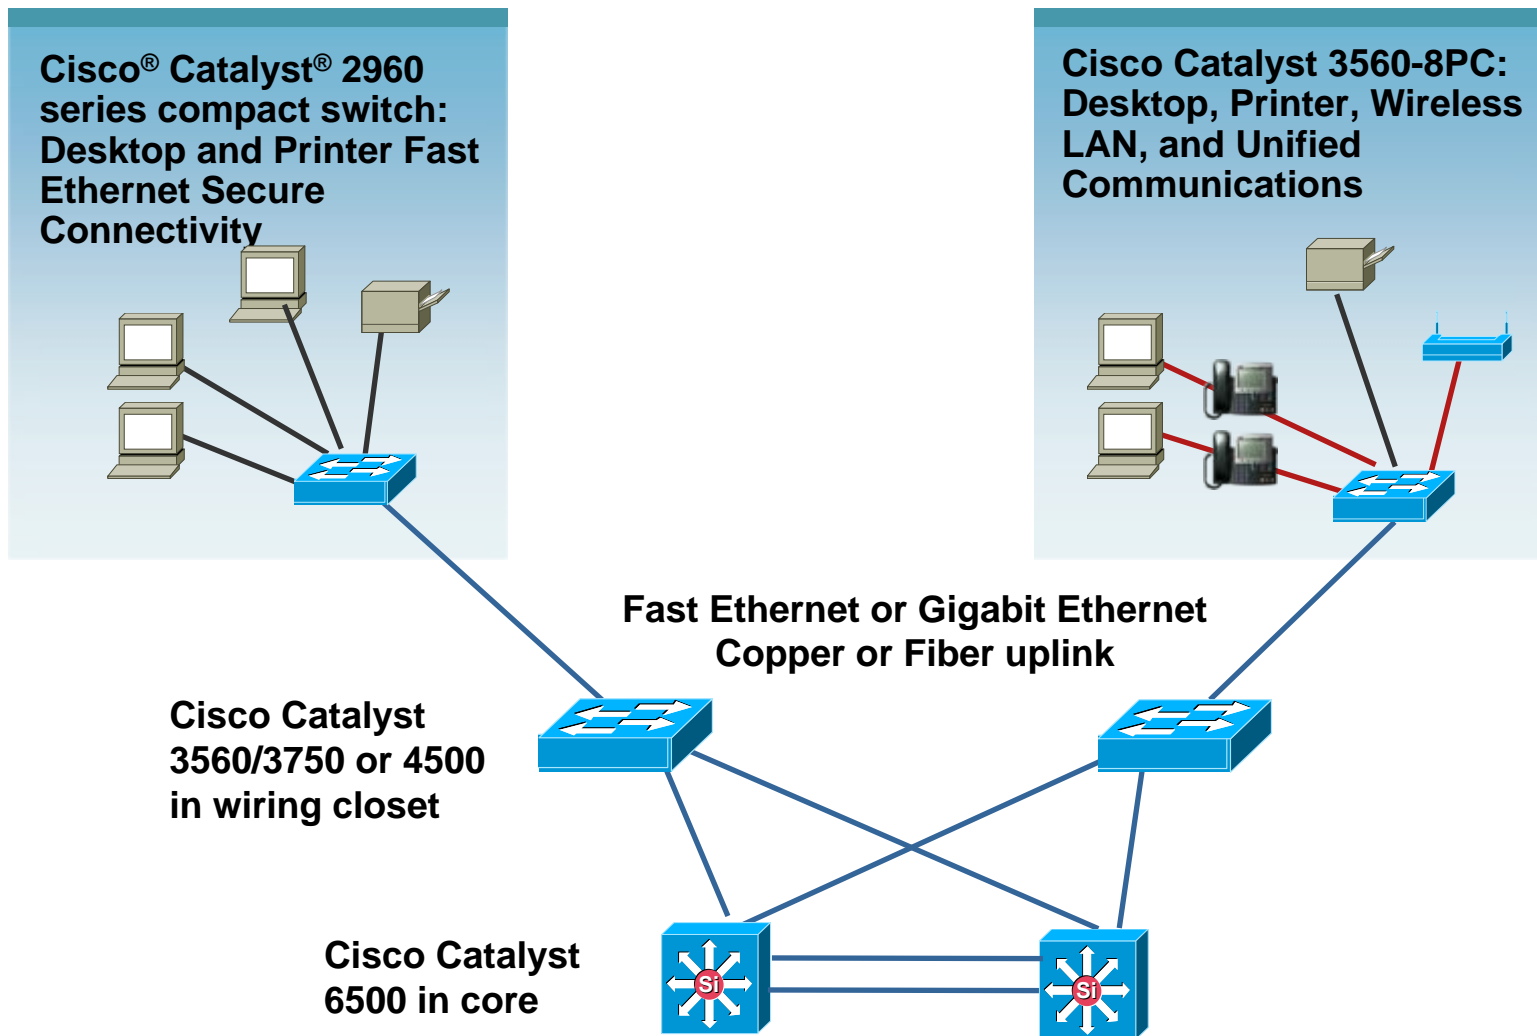 Cisco® Catalyst® 2960
series compact switch:
Desktop and Printer Fast
Ethernet Secure
Connectivity
Cisco Catalyst 3560-8PC:
Desktop, Printer, Wireless
LAN, and Unified
Communications
Fast Ethernet or Gigabit Ethernet
Copper or Fiber uplink
Cisco Catalyst
3560/3750 or 4500
in wiring closet
Cisco Catalyst
6500 in core
Si
Si